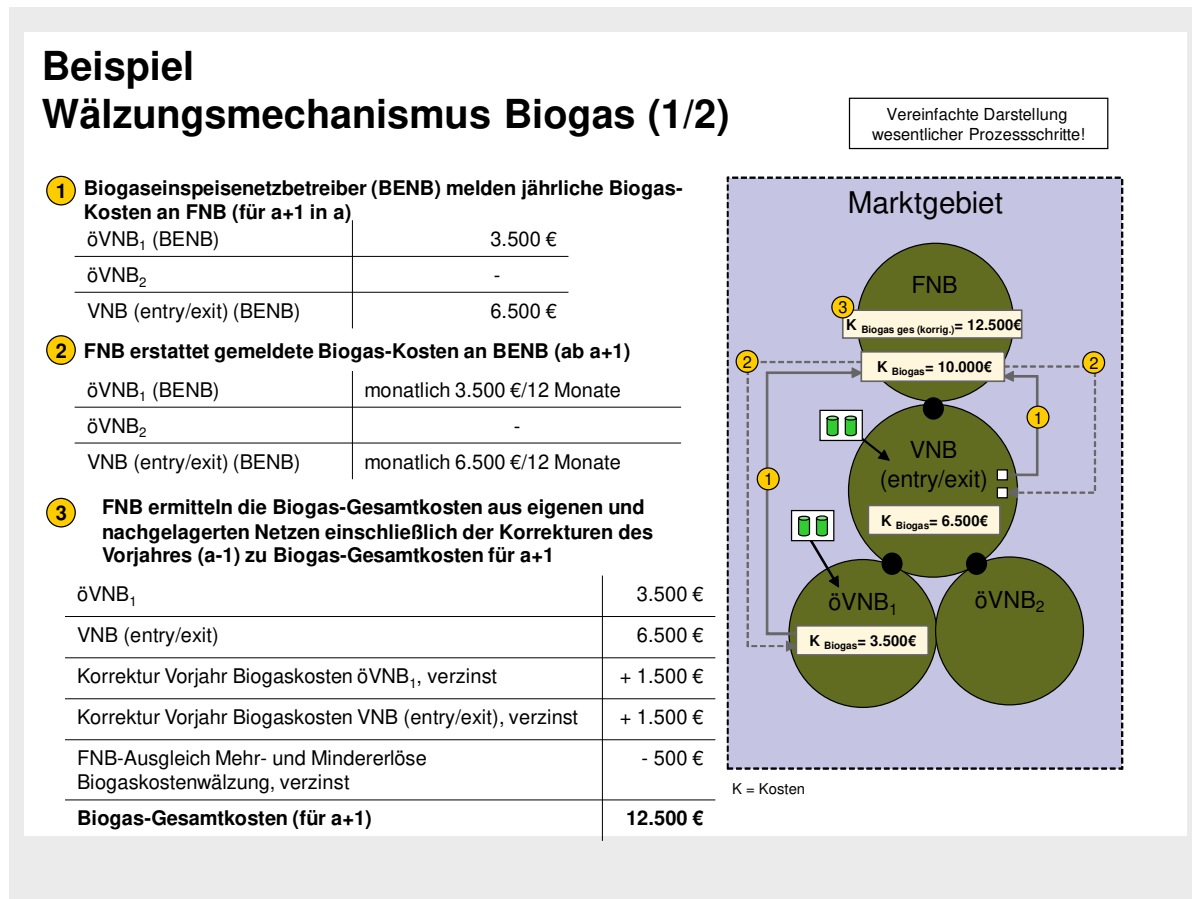 Beispiel
Wälzungsmechanismus Biogas (1/2)
Vereinfachte Darstellung
wesentlicher Prozessschritte!
1 Biogaseinspeisenetzbetreiber (BENB) melden jährliche Biogas-
Kosten an FNB (für a+1 in a)
öVNB1 (BENB) 3.500 €
öVNB2 -
VNB (entry/exit) (BENB) 6.500 €
2 FNB erstattet gemeldete Biogas-Kosten an BENB (ab a+1)
öVNB1 (BENB) monatlich 3.500 €/12 Monate
öVNB2 -
VNB (entry/exit) (BENB) monatlich 6.500 €/12 Monate
3 FNB ermitteln die Biogas-Gesamtkosten aus eigenen und
nachgelagerten Netzen einschließlich der Korrekturen des
Vorjahres (a-1) zu Biogas-Gesamtkosten für a+1
öVNB1 3.500 €
VNB (entry/exit) 6.500 €
Korrektur Vorjahr Biogaskosten öVNB1, verzinst + 1.500 €
Korrektur Vorjahr Biogaskosten VNB (entry/exit), verzinst + 1.500 €
FNB-Ausgleich Mehr- und Mindererlöse
Biogaskostenwälzung, verzinst - 500 €
Biogas-Gesamtkosten (für a+1) 12.500 €
Marktgebiet
FNB
3
K Biogas ges (korrig.)= 12.500€
2
K Biogas= 10.000€
2
1
VNB
(entry/exit)
1
K Biogas= 6.500€
öVNB1
öVNB2
K Biogas= 3.500€
K = Kosten